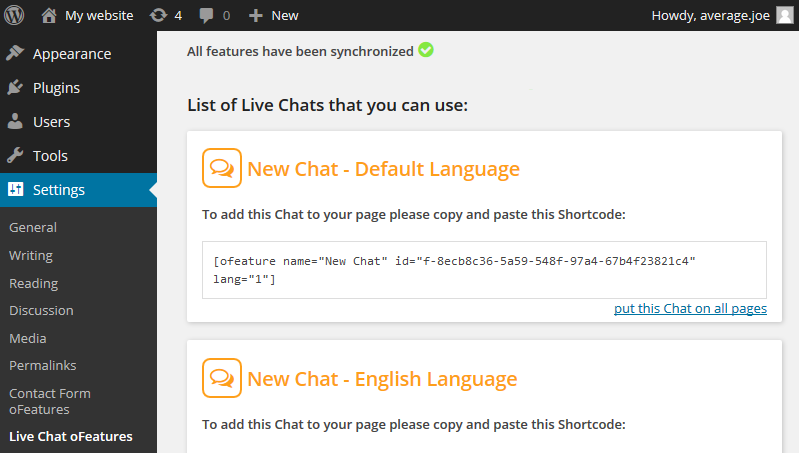 My website 4 0 New Howdy, average.joe
Appearance
Plugins
Users
Tools
Settings
General
Writing
Reading
Discussion
Media
Permalinks
Contact Form
oFeatures
Live Chat oFeatures
All features have been synchronized
List of Live Chats that you can use:
New Chat - Default Language
To add this Chat to your page please copy and paste this Shortcode:
[ofeature name="New Chat" id="f-8ecb8c36-5a59-548f-97a4-67b4f23821c4"
lang="1"]
put this Chat on all pages
New Chat - English Language
To add this Chat to your page please copy and paste this Shortcode: